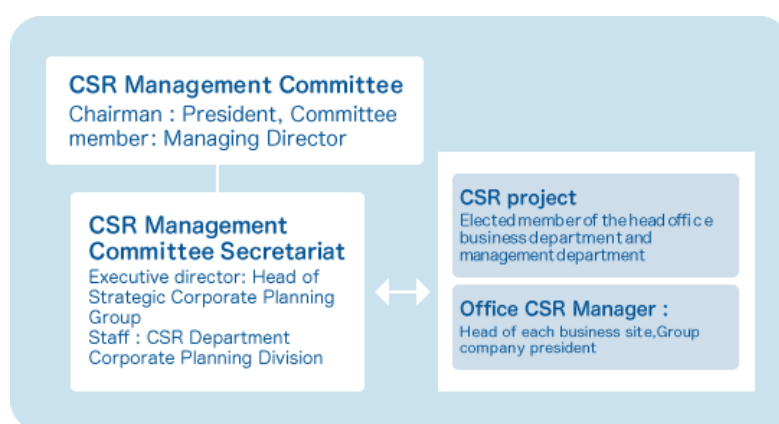 CSR Management Committee
Chairman : President, Committee
member: Managing Director
CSR Management
Committee Secretariat
Executive director: Head of
Strategic Corporate Planning
Group
Staff : CSR Department
Corporate Planning Division
CSR project
Elected member of the head office
business department and
management department
Office CSR Manager :
Head of each business site,Group
company president